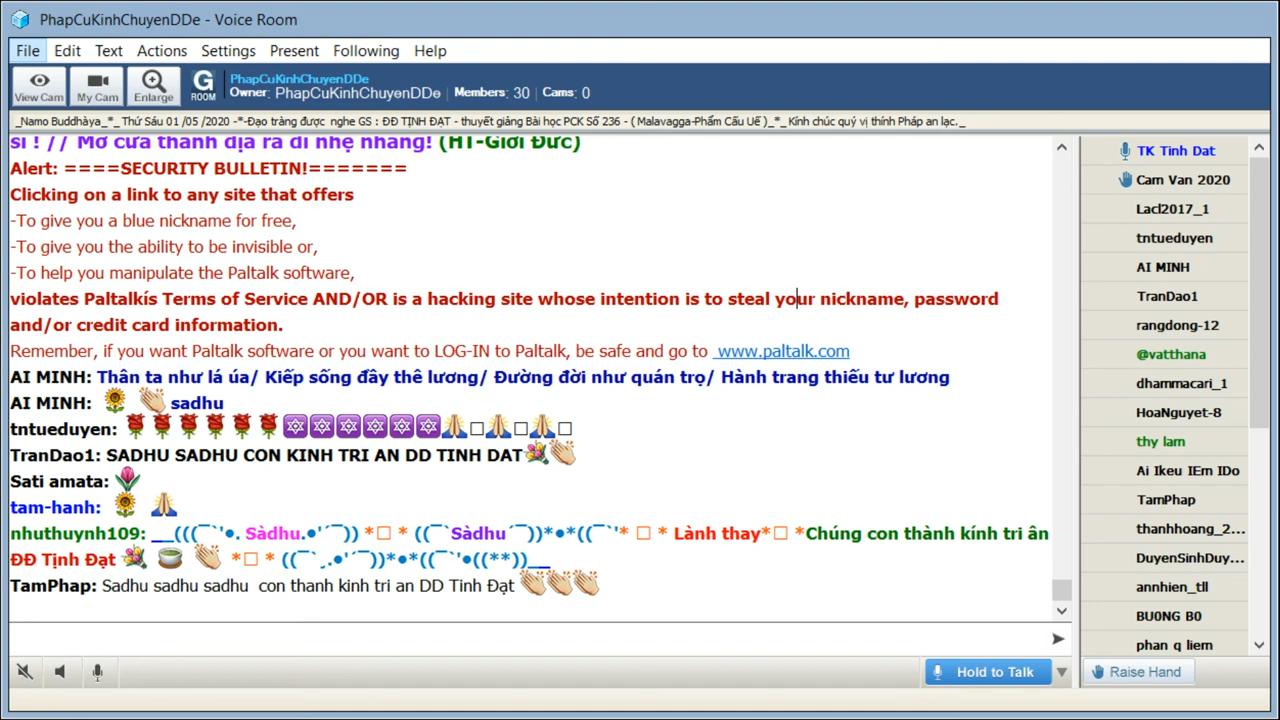 PhapCuKinhChuyenDDe - Voice Room
File Edit Text Actions Settings Present Following Help
View Cam My Cam Enlarge G ROOM PhapCuKinhChuyenDDe
Owner: PhapCuKinhChuyenDDe Members: 30 Cams: 0
_Namo Buddhàya_*_ Thứ Sáu 01 /05 /2020 -*-Đạo tràng được nghe GS : ĐĐ TỊNH ĐẠT - thuyết giảng Bài học PCK Số 236 - ( Malavagga-Phẩm Cấu Uế )_*_Kính chúc quý vị thính Pháp an lạc._
sĩ ! // Mở cửa thánh địa ra đi nhẹ nhàng! (HT-Giới Đức)
Alert: ====SECURITY BULLETIN!=======
Clicking on a link to any site that offers
-To give you a blue nickname for free,
-To give you the ability to be invisible or,
-To help you manipulate the Paltalk software,
violates Paltalkís Terms of Service AND/OR is a hacking site whose intention is to steal your nickname, password
and/or credit card information.
Remember, if you want Paltalk software or you want to LOG-IN to Paltalk, be safe and go to www.paltalk.com
AI MINH: Thân ta như lá úa/ Kiếp sống đầy thê lương/ Đường đời như quán trọ/ Hành trang thiếu tư lương
AI MINH: 🌻 👏 sadhu
tntueduyen: 🌹🌹🌹🌹🌹🌹🔯🔯🔯🔯🔯🔯🙏□🙏□🙏□
TranDao1: SADHU SADHU CON KINH TRI AN DD TINH DAT💐👏
Sati amata: 🌷
tam-hanh: 🌻 🙏
nhuthuynh109: __(((¯`'•. Sàdhu.•'´¯)) *□ * ((¯`Sàdhu´¯))*•*((¯`'* □ * Lành thay*□ *Chúng con thành kính tri ân
ĐĐ Tịnh Đạt 💐 🍵 👏 *□ * ((¯`¸.•'´¯))*•*((¯`'•((**))__
TamPhap: Sadhu sadhu sadhu con thanh kính tri an DD Tinh Đạt 👏👏👏
Hold to Talk
TK Tinh Dat
Cam Van 2020
Lacl2017_1
tntueduyen
AI MINH
TranDao1
rangdong-12
@vatthana
dhammacari_1
HoaNguyet-8
thy lam
Ai Ikeu IErn IDo
TamPhap
thanhhoang_2...
DuyenSinhDuy...
annhien_tll
BU0NG B0
phan q liem
Raise Hand